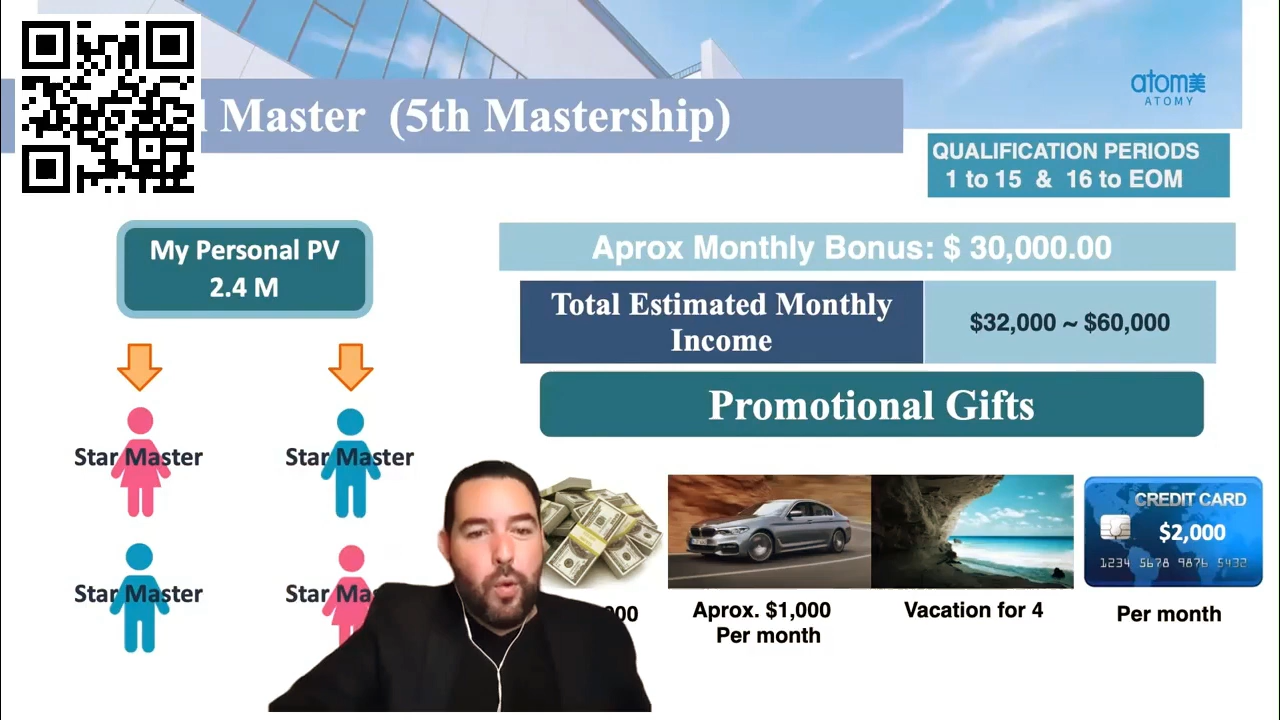 Master (5th Mastership)
atom美
ATOMY
QUALIFICATION PERIODS
1 to 15 & 16 to EOM
My Personal PV
2.4 M
Aprox Monthly Bonus: $ 30,000.00
Total Estimated Monthly
Income
$32,000 ~ $60,000
Promotional Gifts
Star Master
Star Master
Star Master
Star
CREDIT CARD
$2,000
1234 5678 9876 5432
Aprox. $1,000
Per month
Vacation for 4
Per month